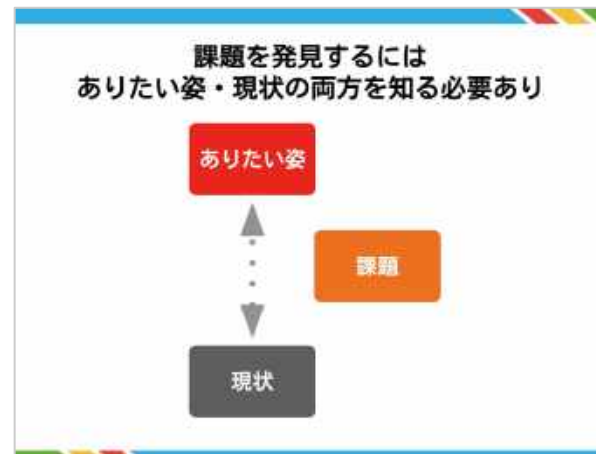 課題を発見するには
ありたい姿・現状の両方を知る必要あり
ありたい姿
課題
現状